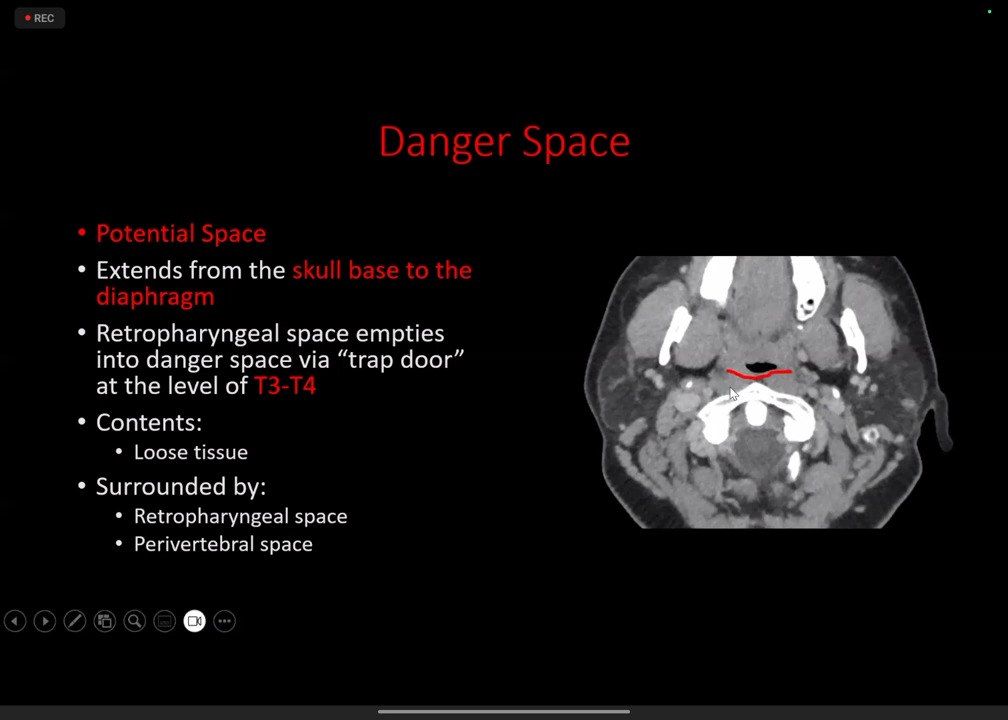 REC
Danger Space
• Potential Space
• Extends from the skull base to the
diaphragm
• Retropharyngeal space empties
into danger space via “trap door”
at the level of T3-T4
• Contents:
• Loose tissue
• Surrounded by:
• Retropharyngeal space
• Perivertebral space